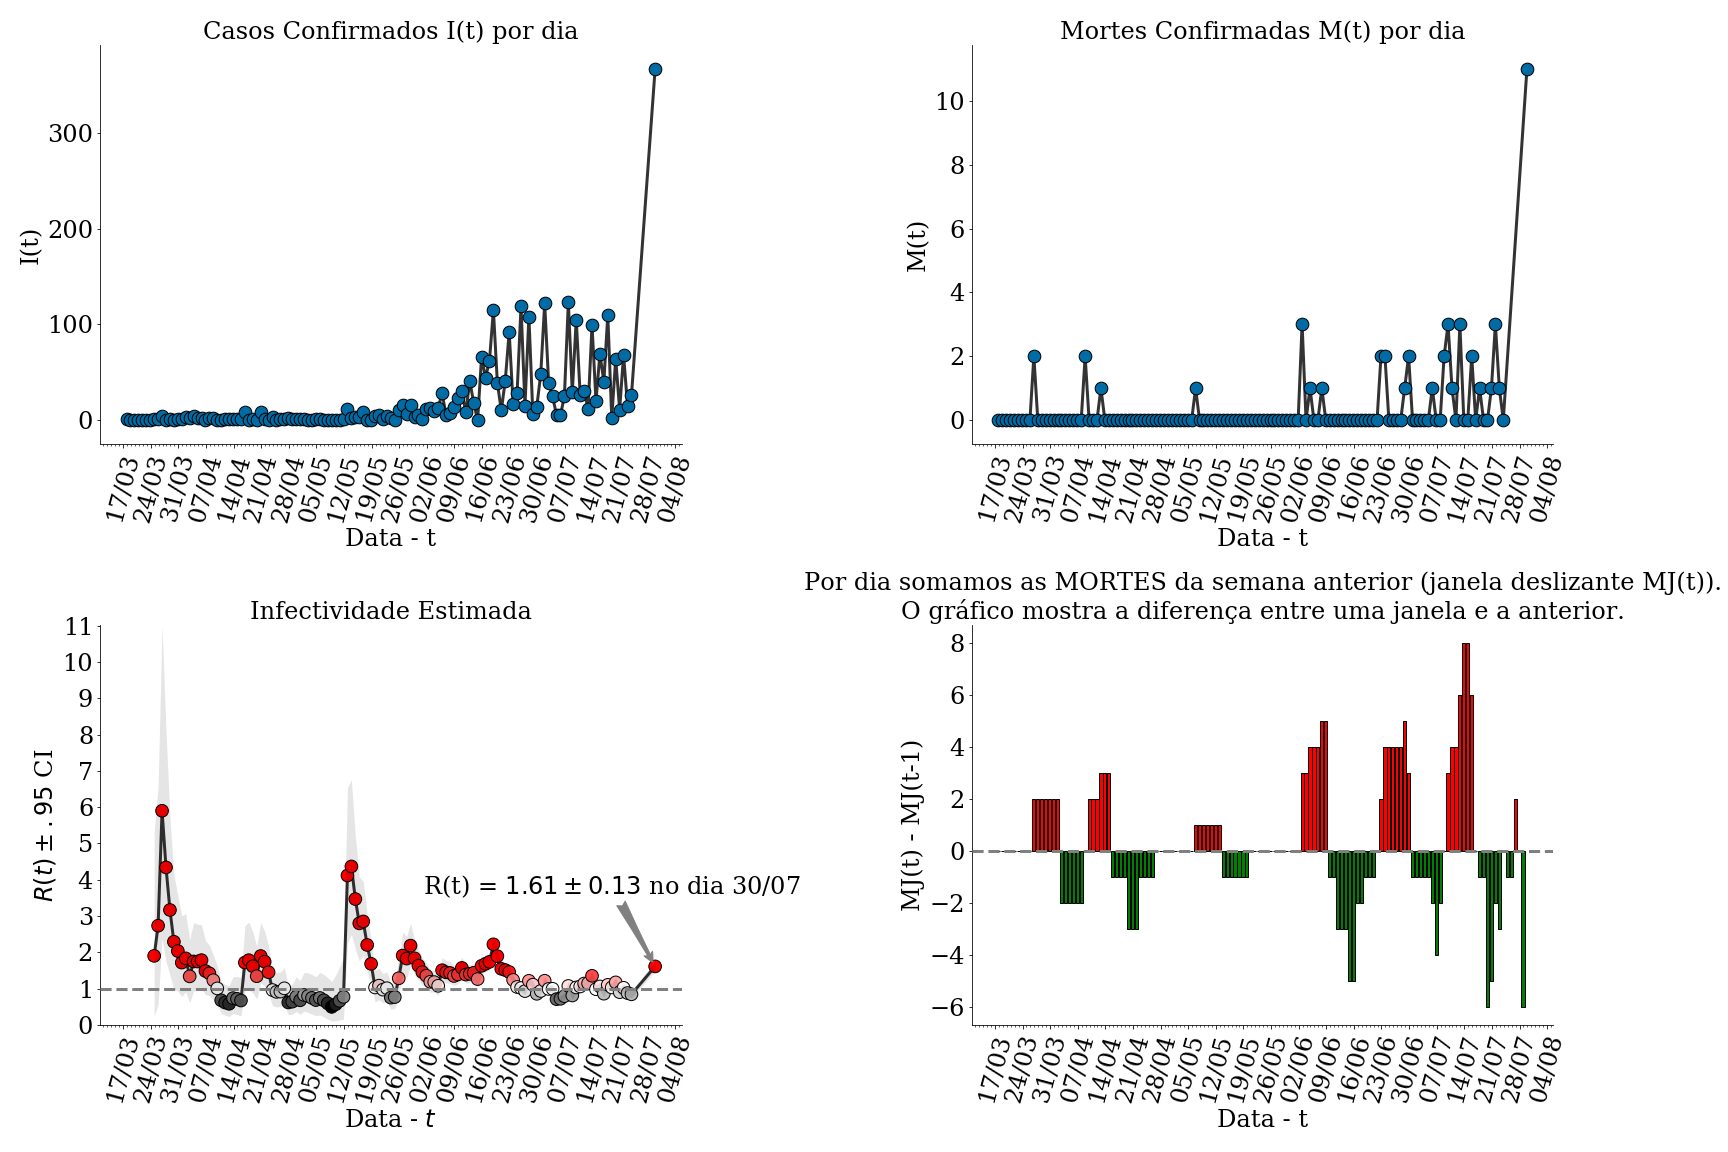 Casos Confirmados I(t) por dia
I(t)
300
200
100
0
17/03 24/03 31/03 07/04 14/04 21/04 28/04 05/05 12/05 19/05 26/05 02/06 09/06 16/06 23/06 30/06 07/07 14/07 21/07 28/07 04/08
Data - t
Mortes Confirmadas M(t) por dia
M(t)
10
8
6
4
2
0
17/03 24/03 31/03 07/04 14/04 21/04 28/04 05/05 12/05 19/05 26/05 02/06 09/06 16/06 23/06 30/06 07/07 14/07 21/07 28/07 04/08
Data - t
Infectividade Estimada
R(t) ± .95 CI
11
10
9
8
7
6
5
4
3
2
1
0
R(t) = 1.61 ± 0.13 no dia 30/07
17/03 24/03 31/03 07/04 14/04 21/04 28/04 05/05 12/05 19/05 26/05 02/06 09/06 16/06 23/06 30/06 07/07 14/07 21/07 28/07 04/08
Data - t
Por dia somamos as MORTES da semana anterior (janela deslizante MJ(t)).
O gráfico mostra a diferença entre uma janela e a anterior.
MJ(t) - MJ(t-1)
8
6
4
2
0
−2
−4
−6
17/03 24/03 31/03 07/04 14/04 21/04 28/04 05/05 12/05 19/05 26/05 02/06 09/06 16/06 23/06 30/06 07/07 14/07 21/07 28/07 04/08
Data - t